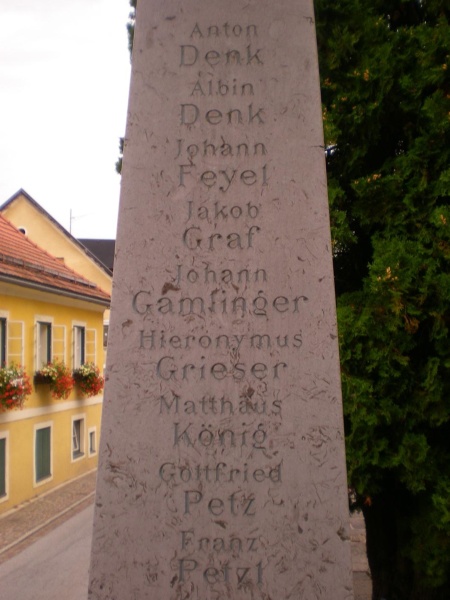 Anton
Denk
Albin
Denk
Johann
Feyel
Jakob
Graf
Johann
Gamsinger
Hieronymus
Grieser
Matthäus
König
Gottfried
Petz
Franz
Petzl